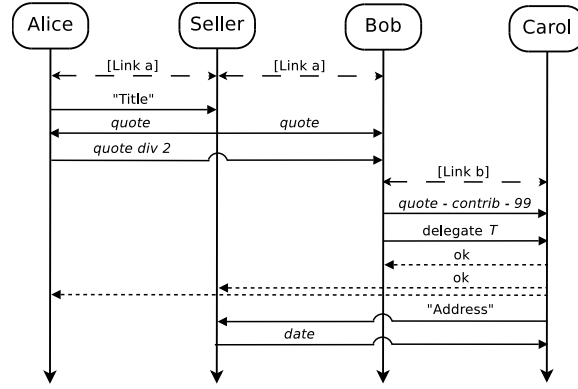 Alice Seller Bob Carol
[Link a] [Link a]
"Title"
quote quote
quote div 2
[Link b]
quote - contrib - 99
delegate T
ok
ok
"Address"
date